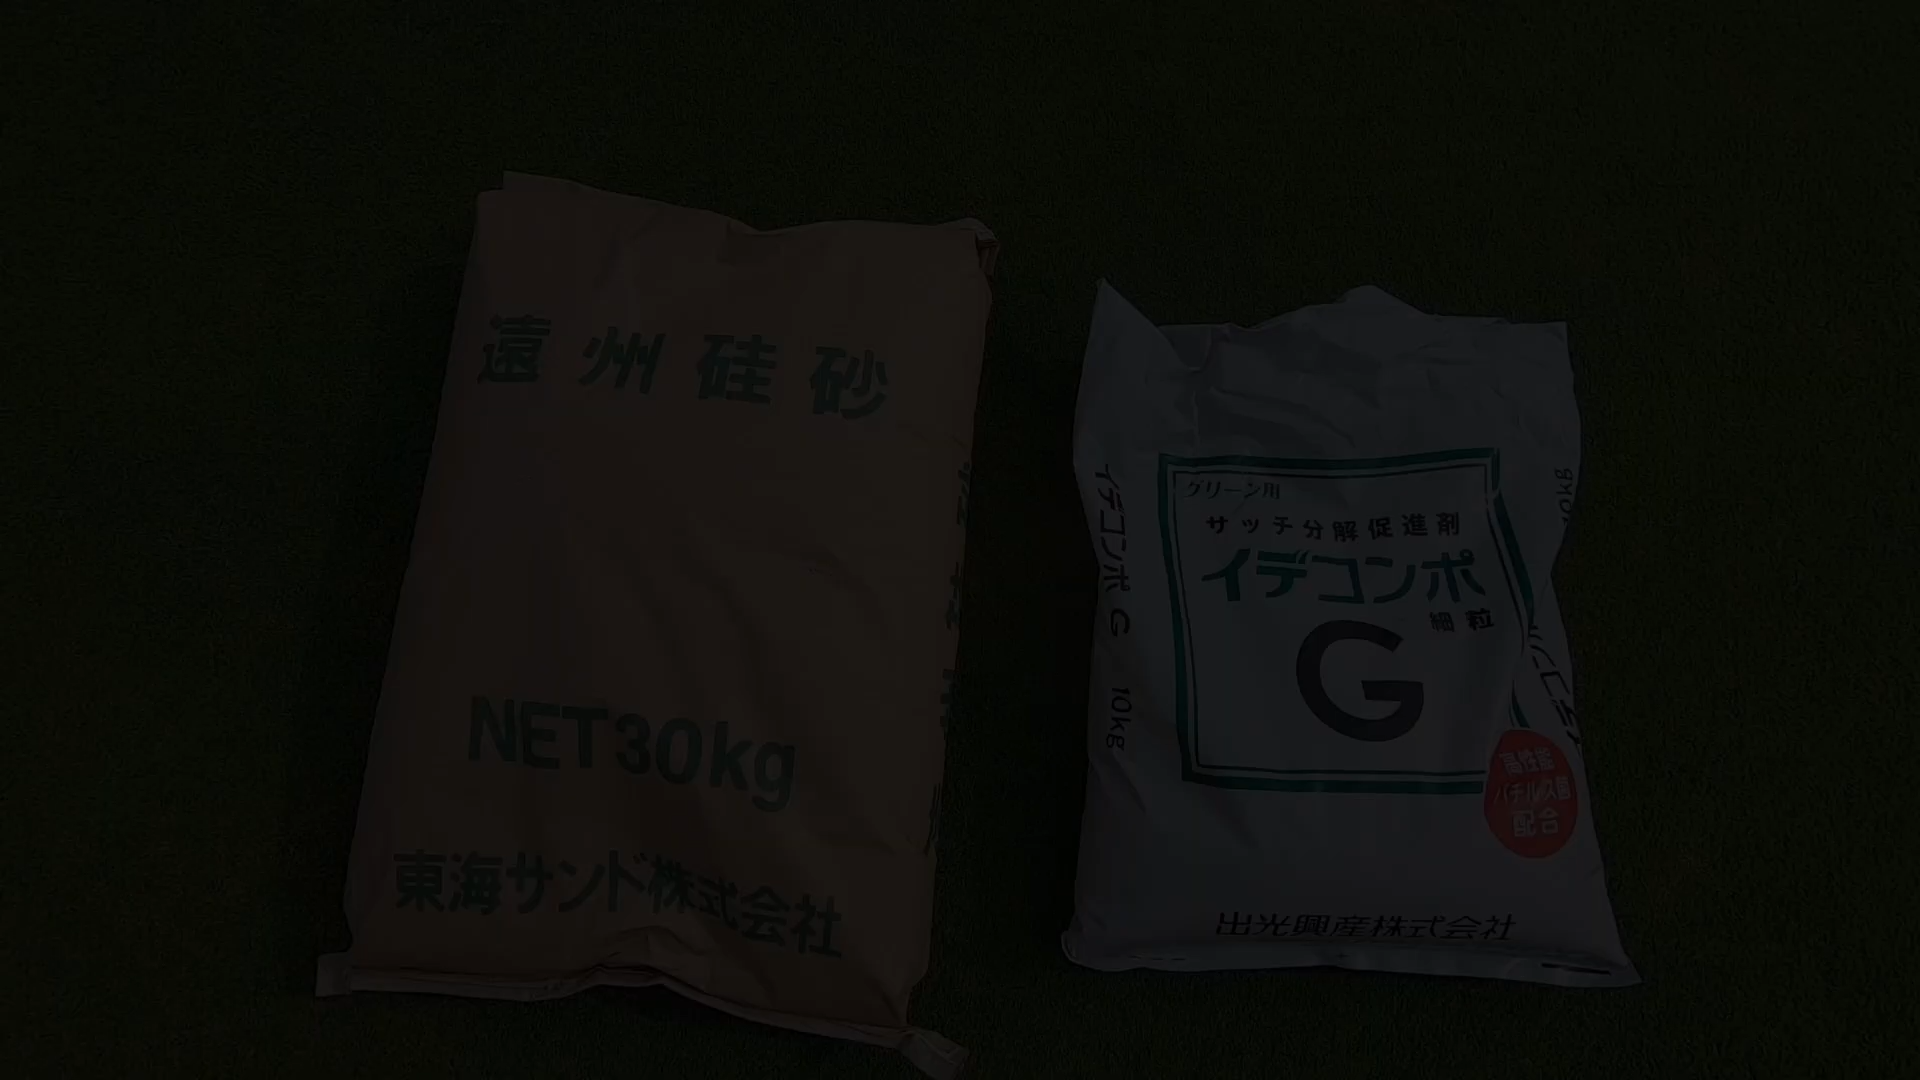 遠州硅砂
NET30kg
東海サンド株式会社
イデコンポ G 10kg
グリーン用
サッチ分解促進剤
イデコンポ
細粒
G
高性能
バチルス菌
配合
出光興産株式会社